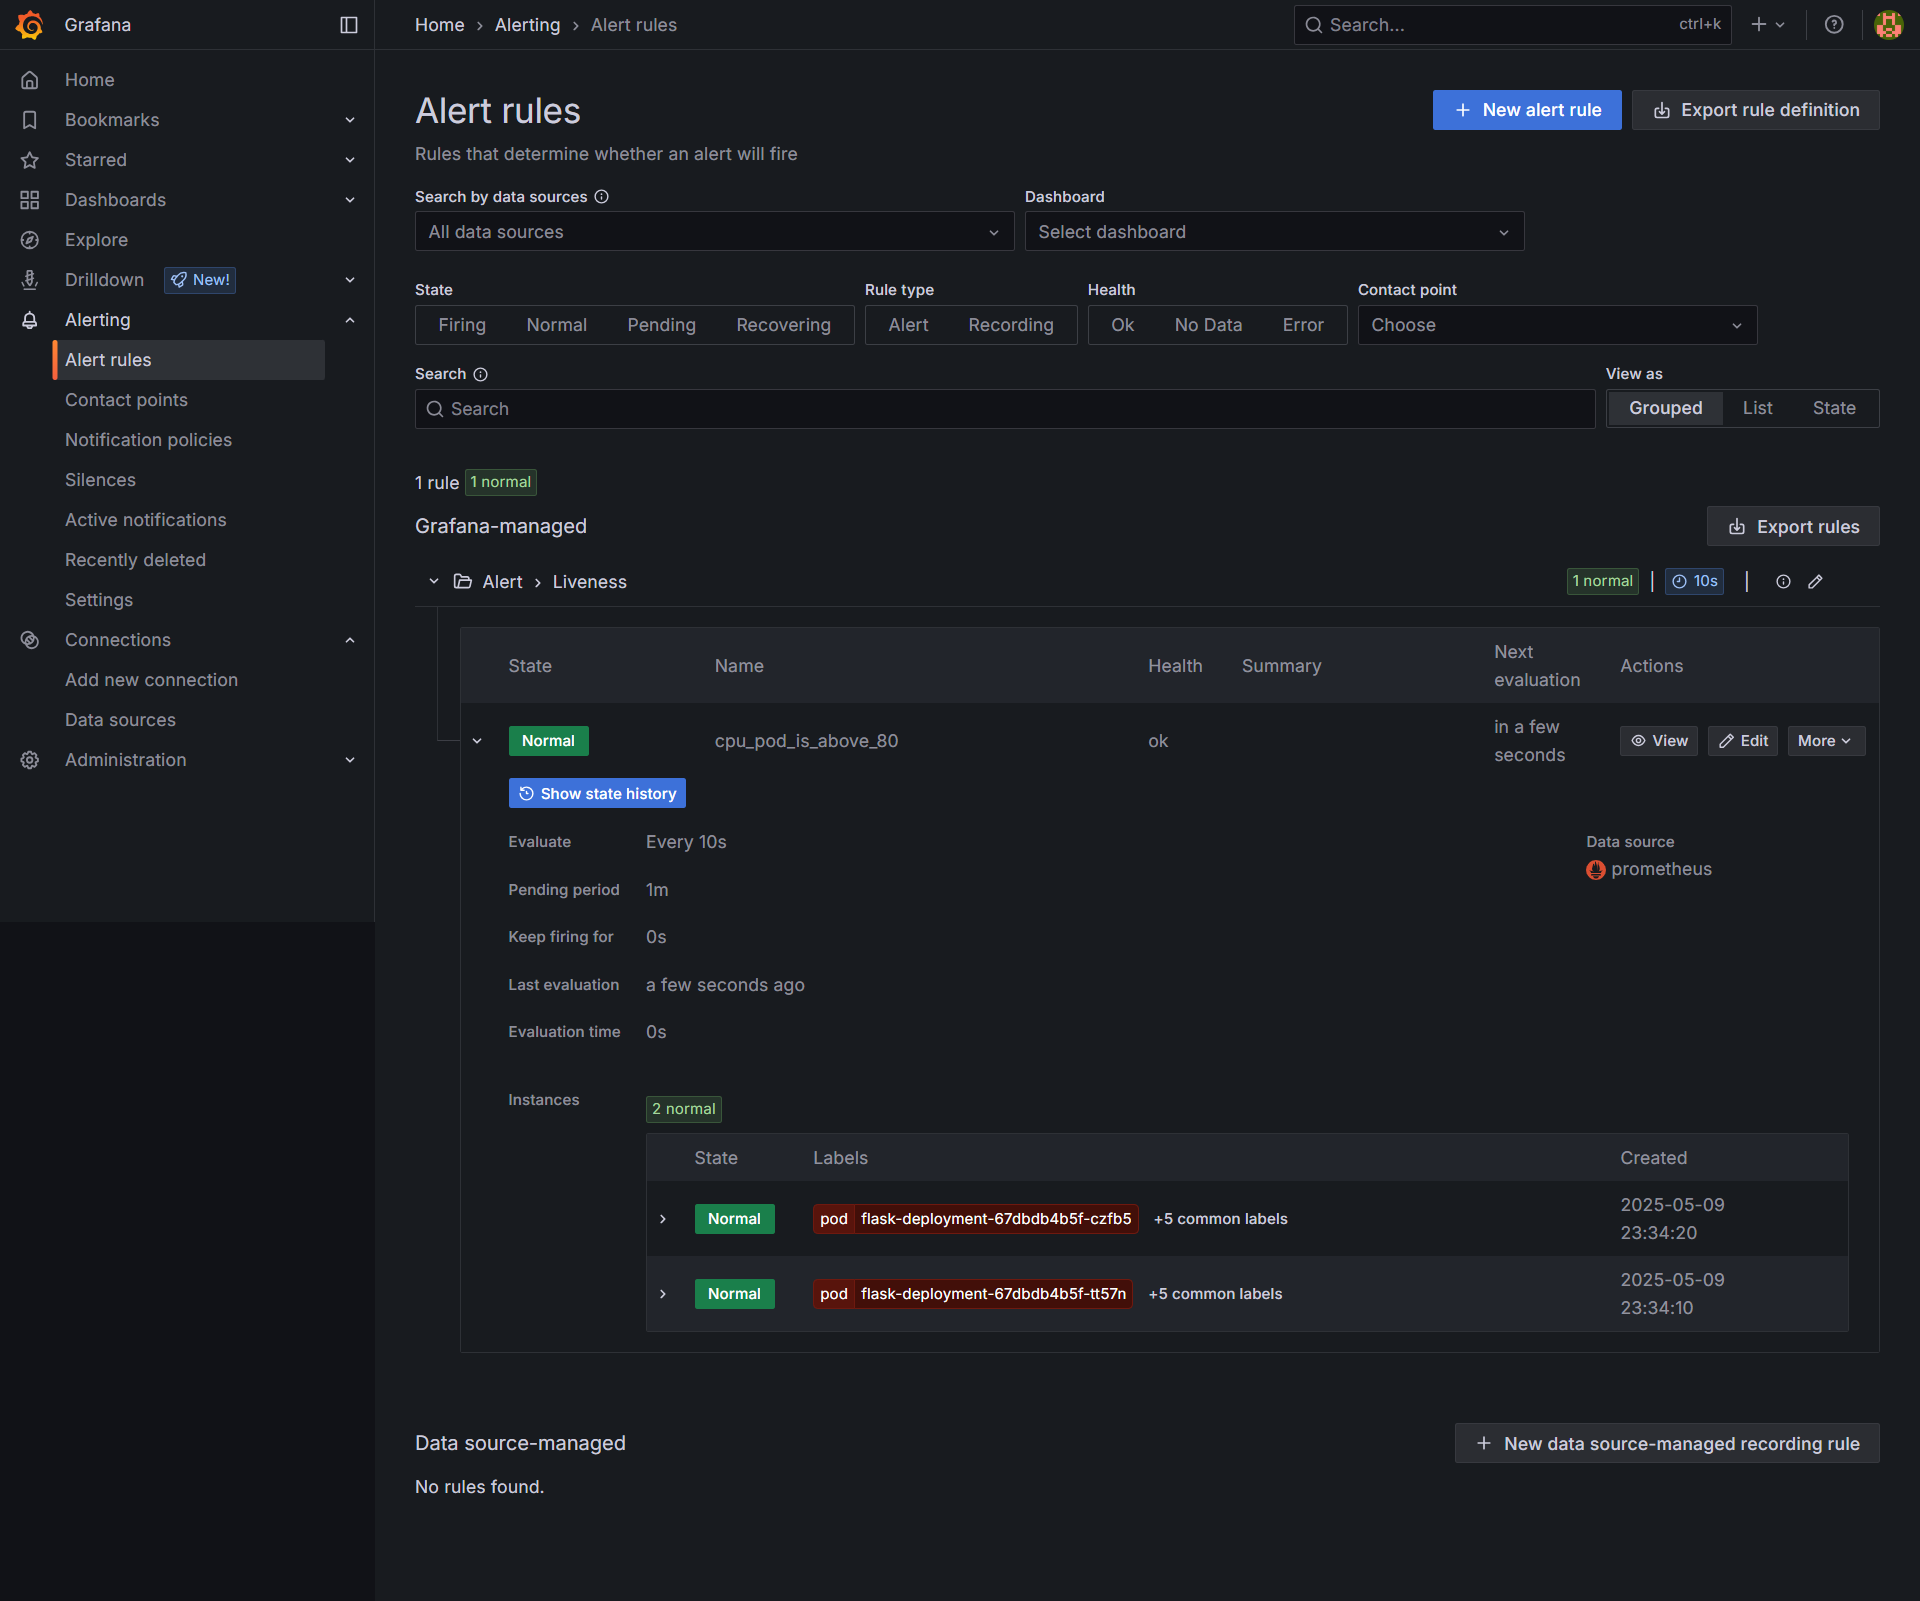 Grafana
Home › Alerting › Alert rules
Search...
ctrl+k
Home
Bookmarks
Starred
Dashboards
Explore
Drilldown
New!
Alerting
Alert rules
Contact points
Notification policies
Silences
Active notifications
Recently deleted
Settings
Connections
Add new connection
Data sources
Administration
Alert rules
Rules that determine whether an alert will fire
New alert rule
Export rule definition
Search by data sources
All data sources
Dashboard
Select dashboard
State
Firing Normal Pending Recovering
Rule type
Alert Recording
Health
Ok No Data Error
Contact point
Choose
Search
Search
View as
Grouped List State
1 rule 1 normal
Grafana-managed
Export rules
Alert › Liveness
1 normal | 10s |
State Name Health Summary Next evaluation Actions
Normal cpu_pod_is_above_80 ok in a few seconds View Edit More
Show state history
Evaluate Every 10s
Data source
prometheus
Pending period 1m
Keep firing for 0s
Last evaluation a few seconds ago
Evaluation time 0s
Instances 2 normal
State Labels Created
Normal pod flask-deployment-67dbdb4b5f-czfb5 +5 common labels 2025-05-09 23:34:20
Normal pod flask-deployment-67dbdb4b5f-tt57n +5 common labels 2025-05-09 23:34:10
Data source-managed
New data source-managed recording rule
No rules found.